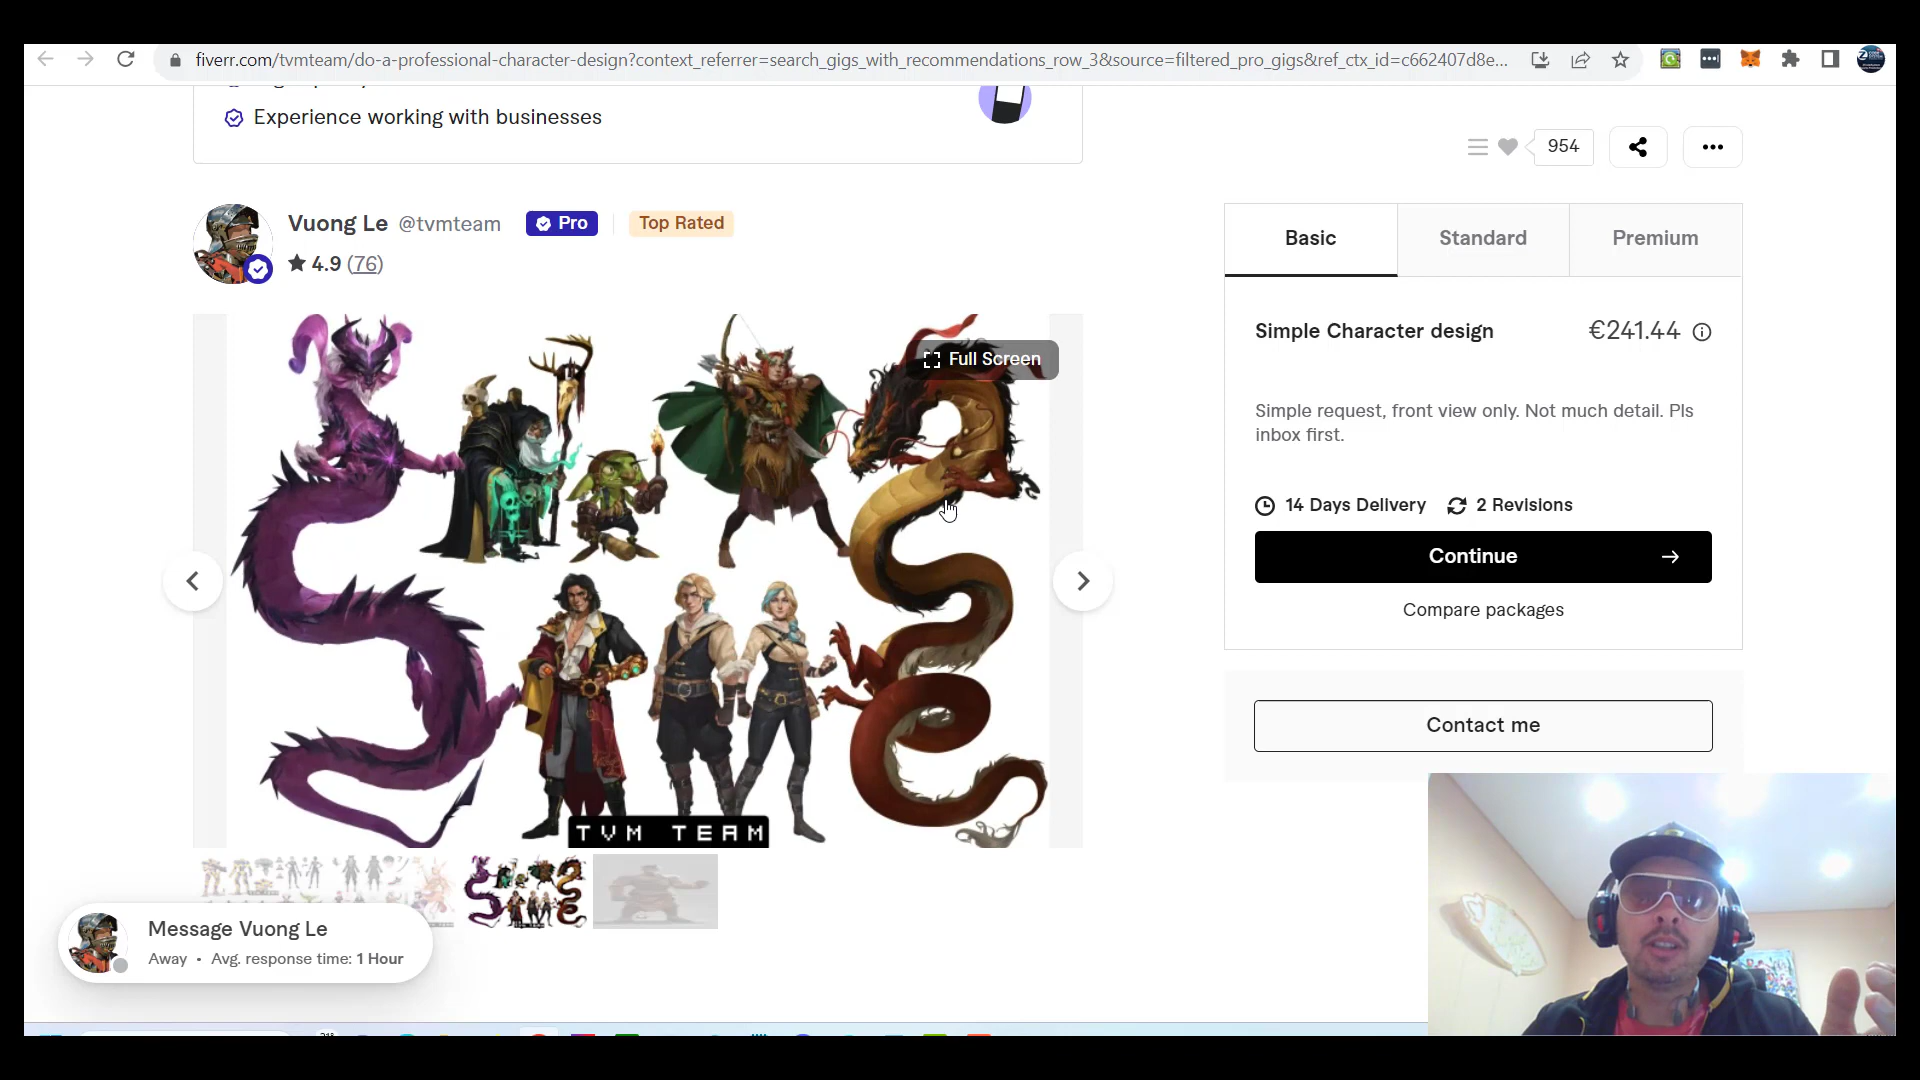 fiverr.com/tvmteam/do-a-professional-character-design?context_referrer=search_gigs_with_recommendations_row_3&source=filtered_pro_gigs&ref_ctx_id=c662407d8e...
Experience working with businesses
954
Vuong Le @tvmteam Pro Top Rated
4.9 (76)
Full Screen
TVM TEAM
Basic Standard Premium
Simple Character design €241.44
Simple request, front view only. Not much detail. Pls
inbox first.
14 Days Delivery 2 Revisions
Continue
Compare packages
Contact me
Message Vuong Le
Away • Avg. response time: 1 Hour